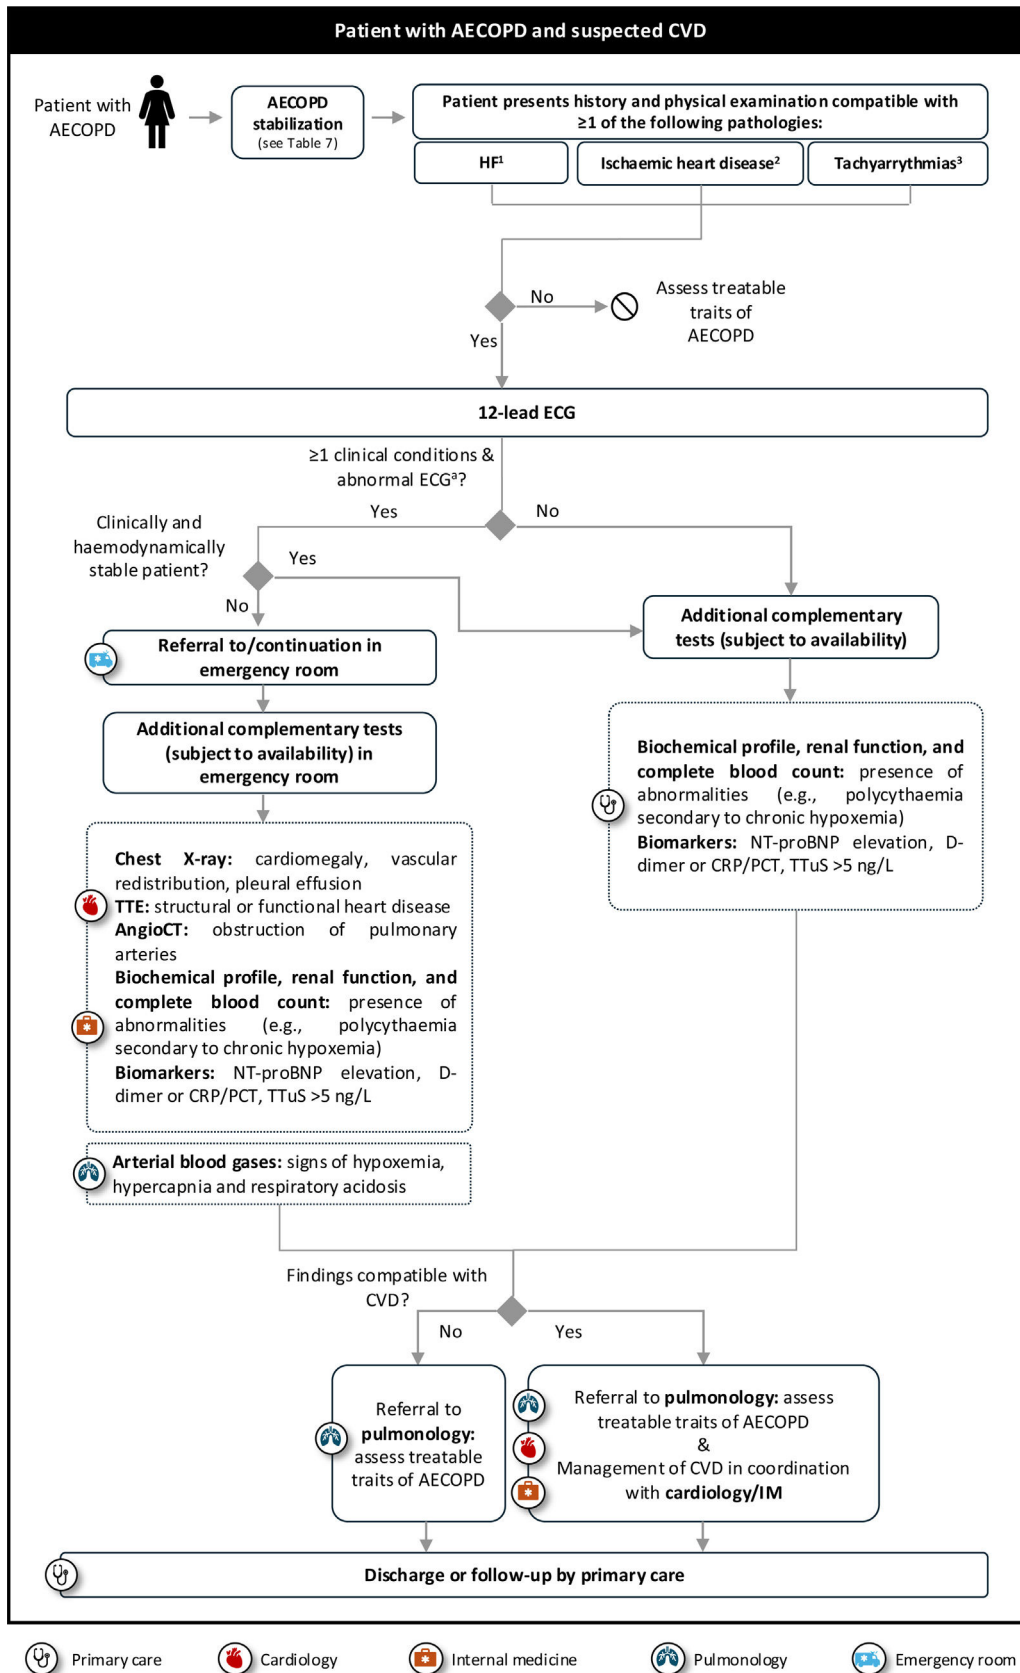 Patient with AECOPD and suspected CVD
Patient with
AECOPD
AECOPD
stabilization
(see Table 7)
Patient presents history and physical examination compatible with
≥1 of the following pathologies:
HF¹
Ischaemic heart disease²
Tachyarrythmias³
No
Assess treatable
traits of
AECOPD
Yes
12-lead ECG
≥1 clinical conditions &
abnormal ECGᵃ?
Yes
No
Clinically and
haemodynamically
stable patient?
Yes
No
Referral to/continuation in
emergency room
Additional complementary
tests (subject to availability)
Additional complementary tests
(subject to availability) in
emergency room
Biochemical profile, renal function, and
complete blood count: presence of
abnormalities (e.g., polycythaemia
secondary to chronic hypoxemia)
Biomarkers: NT-proBNP elevation, D-
dimer or CRP/PCT, TTuS >5 ng/L
Chest X-ray: cardiomegaly, vascular
redistribution, pleural effusion
TTE: structural or functional heart disease
AngioCT: obstruction of pulmonary
arteries
Biochemical profile, renal function, and
complete blood count: presence of
abnormalities (e.g., polycythaemia
secondary to chronic hypoxemia)
Biomarkers: NT-proBNP elevation, D-
dimer or CRP/PCT, TTuS >5 ng/L
Arterial blood gases: signs of hypoxemia,
hypercapnia and respiratory acidosis
Findings compatible with
CVD?
No
Yes
Referral to
pulmonology:
assess treatable
traits of AECOPD
Referral to pulmonology: assess
treatable traits of AECOPD
&
Management of CVD in coordination
with cardiology/IM
Discharge or follow-up by primary care
Primary care
Cardiology
Internal medicine
Pulmonology
Emergency room